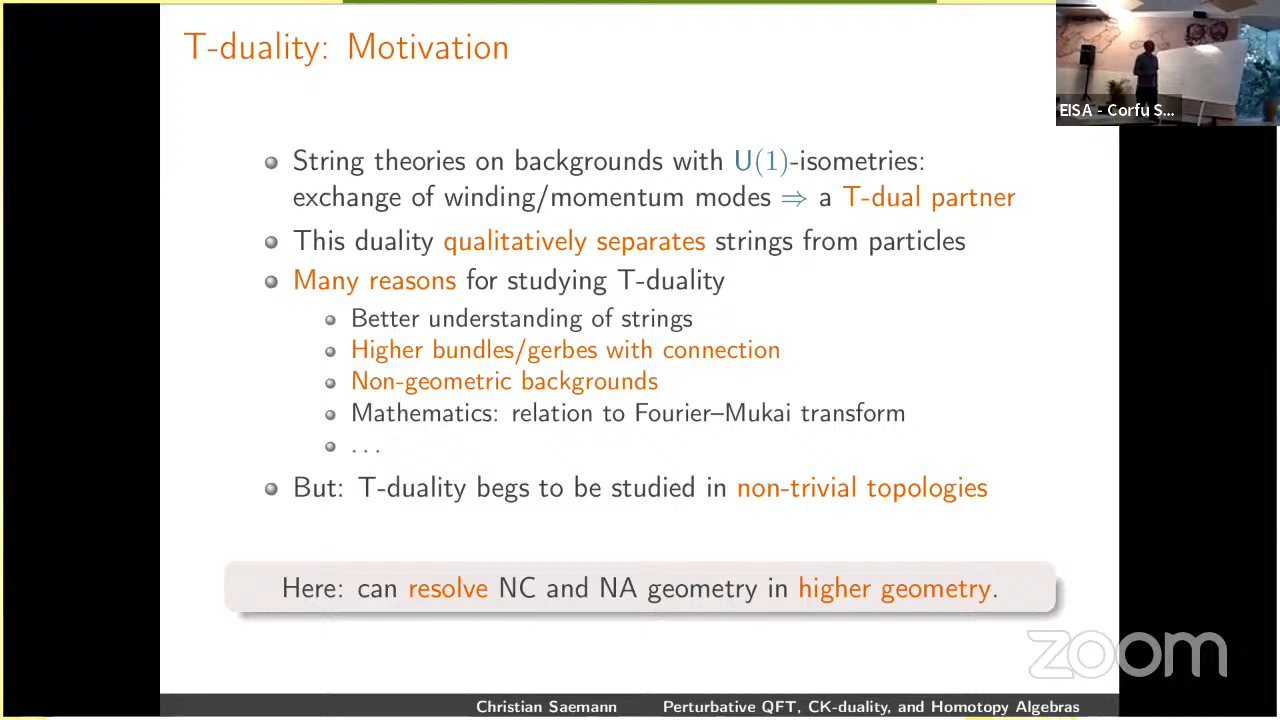 T-duality: Motivation
EISA - Corfu S...
String theories on backgrounds with U(1)-isometries:
exchange of winding/momentum modes ⇒ a T-dual partner
This duality qualitatively separates strings from particles
Many reasons for studying T-duality
Better understanding of strings
Higher bundles/gerbes with connection
Non-geometric backgrounds
Mathematics: relation to Fourier–Mukai transform
...
But: T-duality begs to be studied in non-trivial topologies
Here: can resolve NC and NA geometry in higher geometry.
zoom
Christian Saemann Perturbative QFT, CK-duality, and Homotopy Algebras